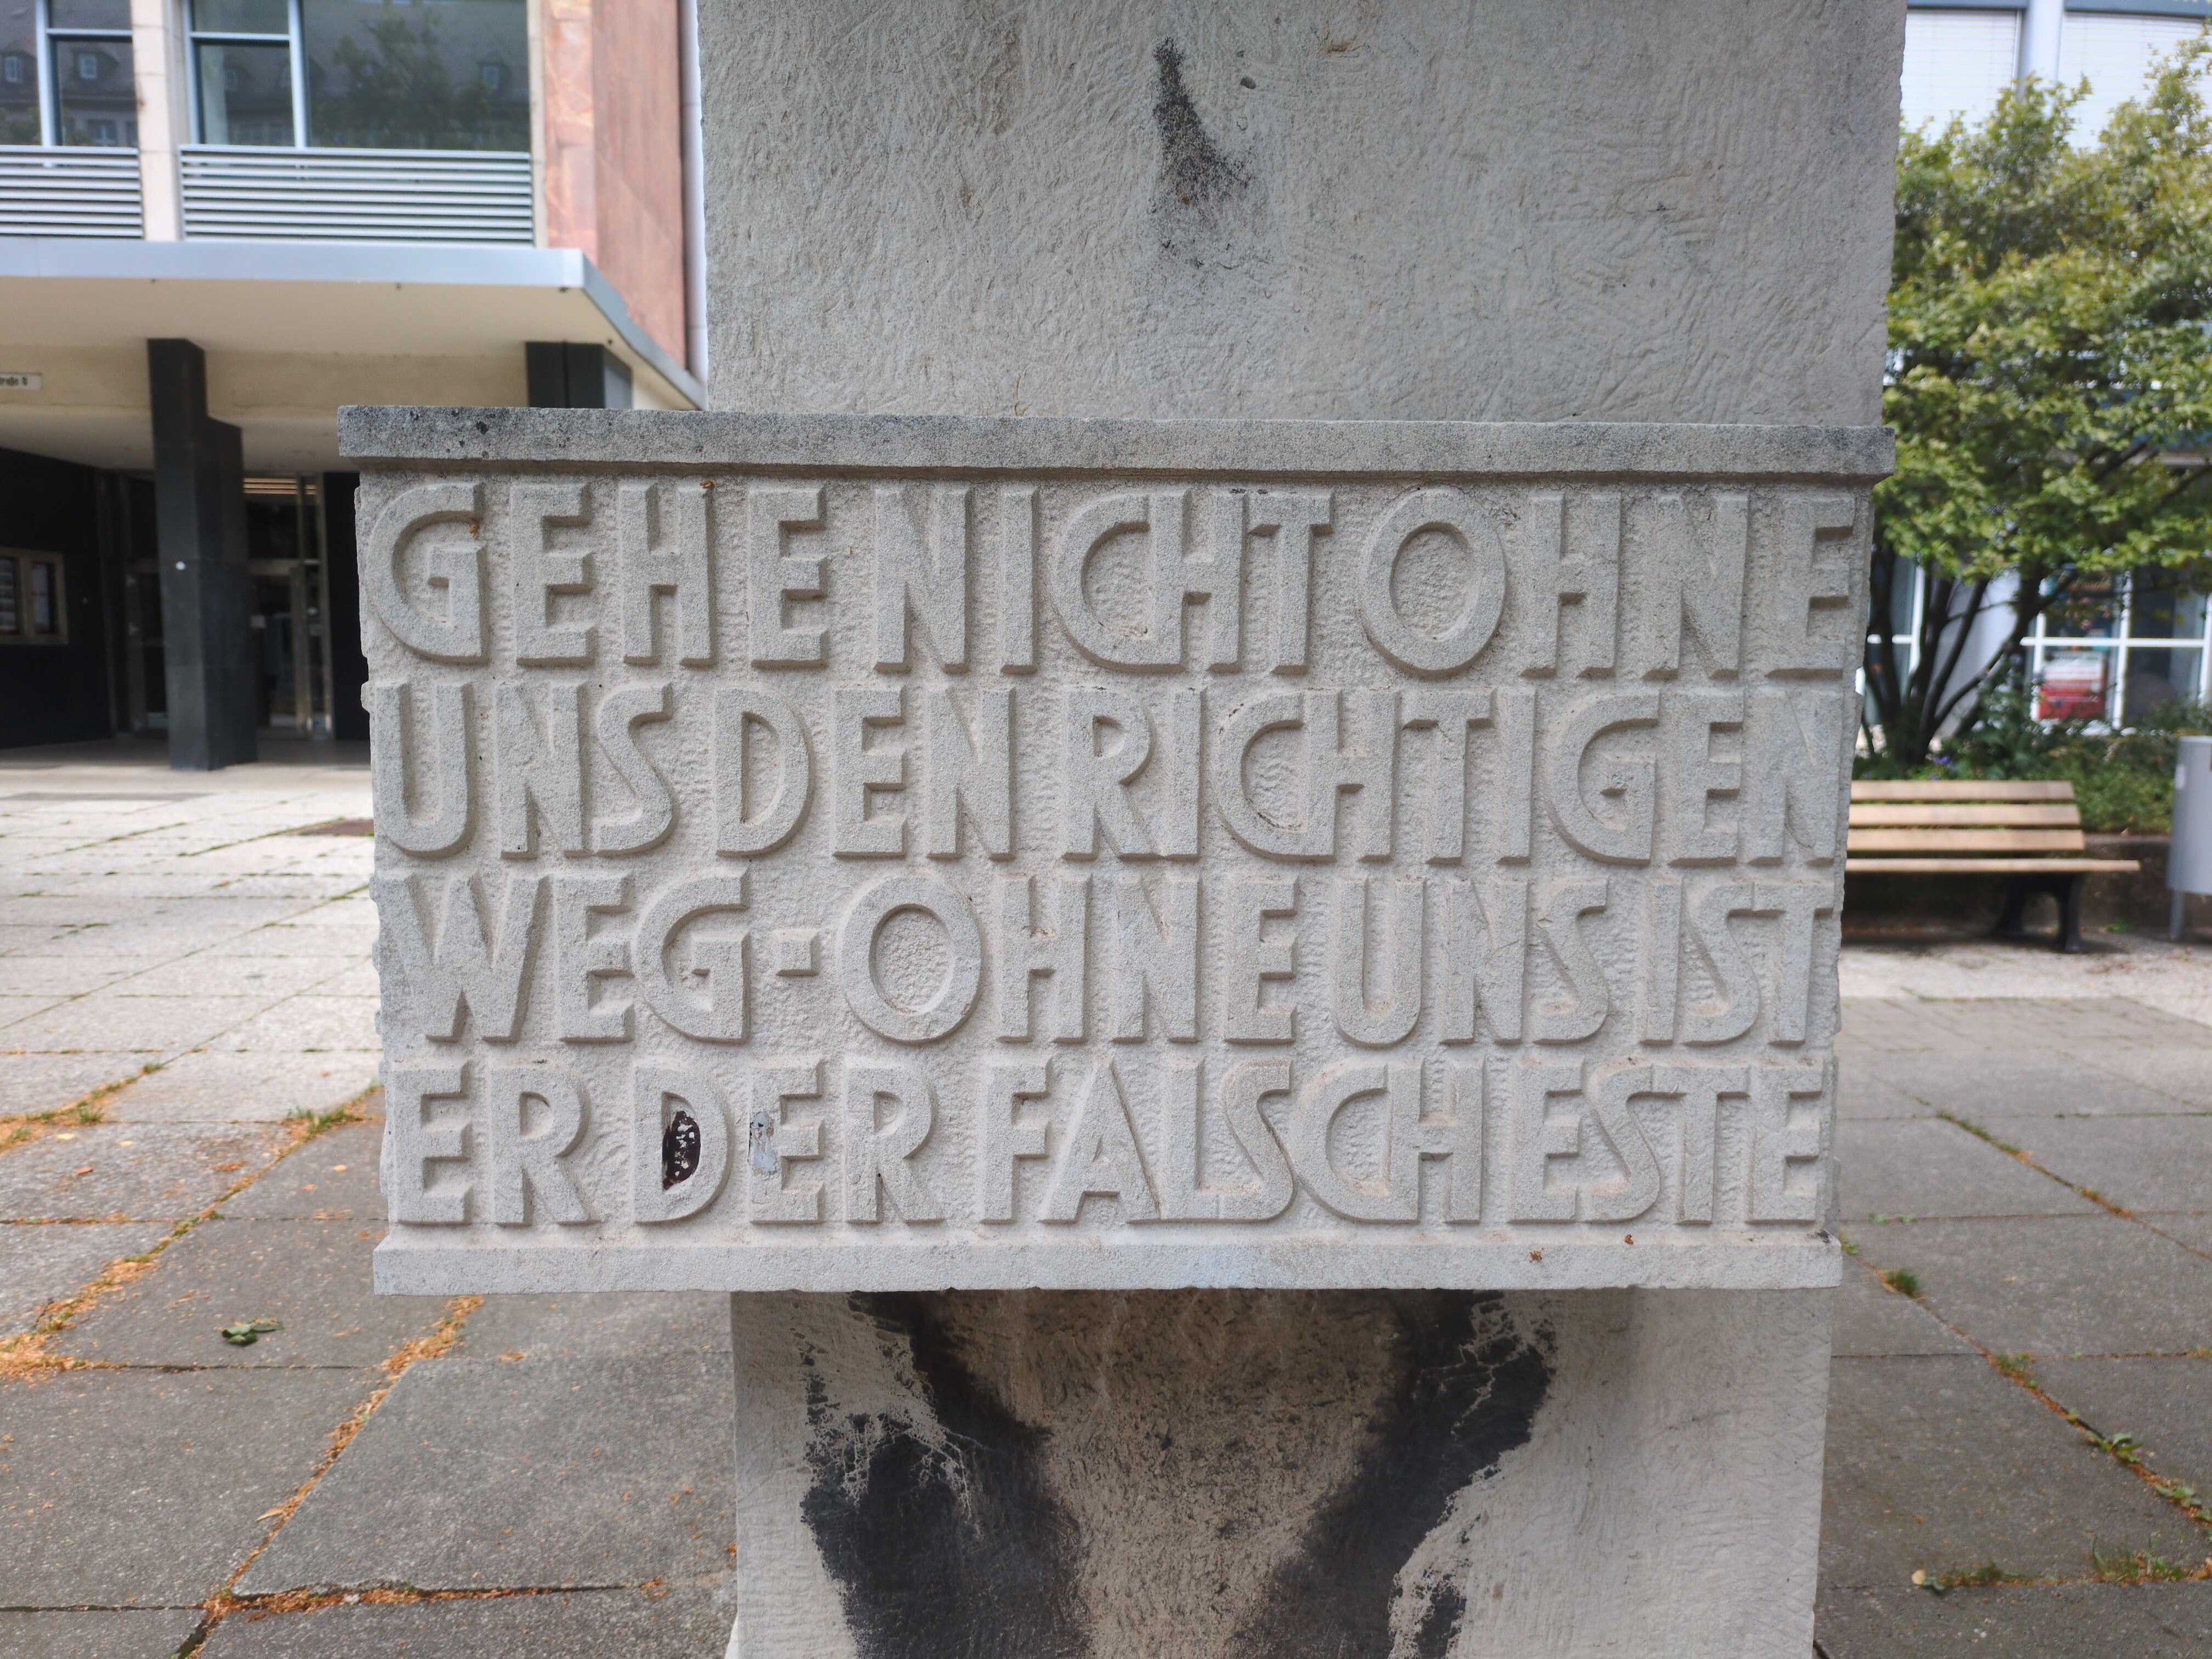 GEHE NICHT OHNE
UNS DEN RICHTIGEN
WEG - OHNE UNS IST
ER DER FALSCHESTE